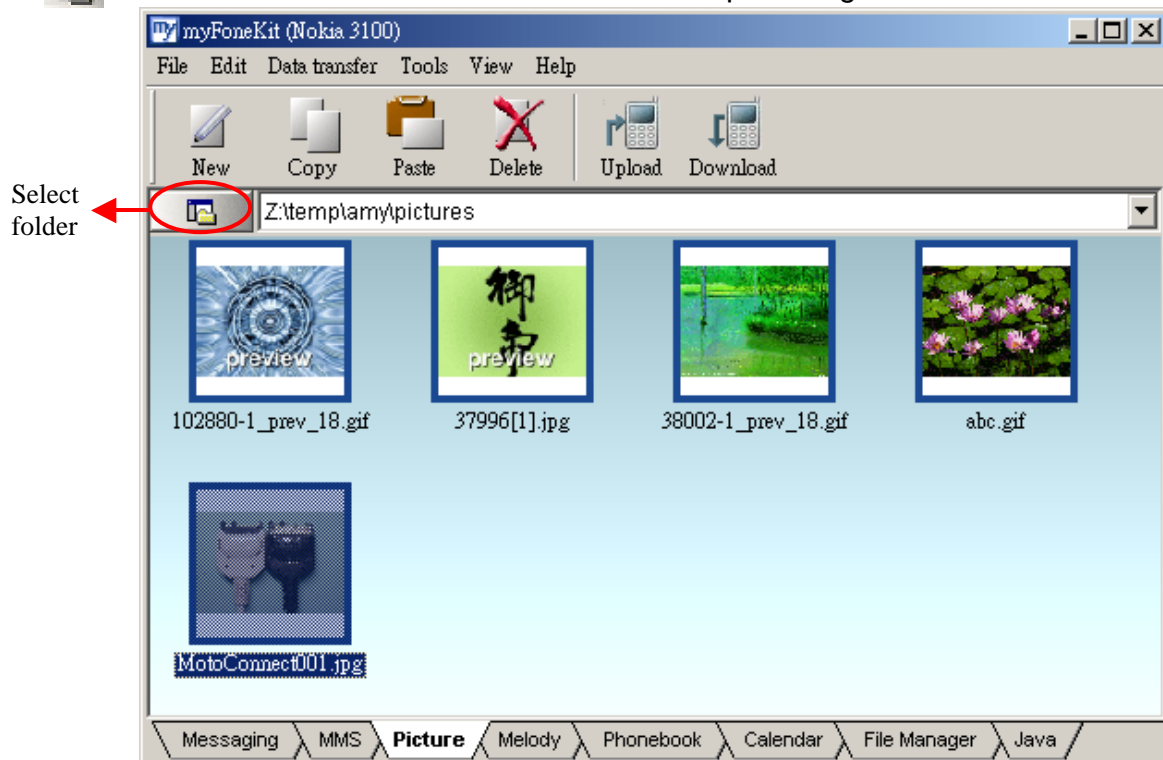 myFoneKit (Nokia 3100)
File Edit Data transfer Tools View Help
New Copy Paste Delete Upload Download
Select
folder
Z:\temp\amy\pictures
preview
御
preview
102880-1_prev_18.gif 37996[1].jpg 38002-1_prev_18.gif abc.gif
MotoConnect001.jpg
Messaging MMS Picture Melody Phonebook Calendar File Manager Java